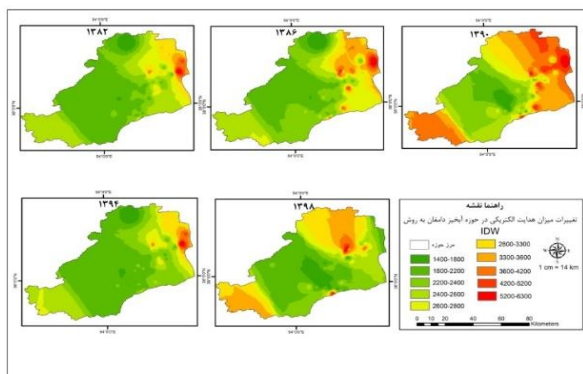 ۱۳۸۲
۱۳۸۶
۱۳۹۰
۱۳۹۴
۱۳۹۸
راهنما نقشه
تغییرات میزان هدایت الکتریکی در حوزه آبخیز دامغان به روش
IDW
مرز حوزه
1400-1800
1800-2200
2200-2400
2400-2600
2600-2800
2800-3300
3300-3600
3600-4200
4200-5200
5200-6300
1 cm = 14 km
0 10 20 40 60 80
Kilometers